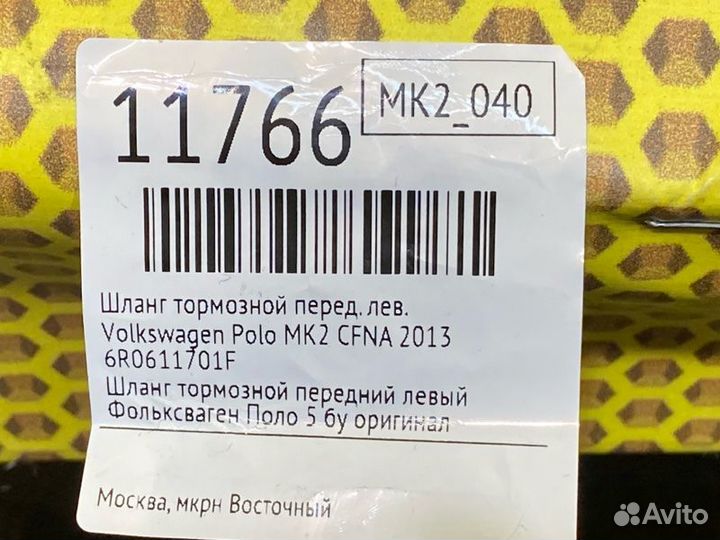 11766
MK2_040
Шланг тормозной перед. лев.
Volkswagen Polo MK2 CFNA 2013
6R0611701F
Шланг тормозной передний левый
Фольксваген Поло 5 бу оригинал
Москва, мкрн Восточный
Avito